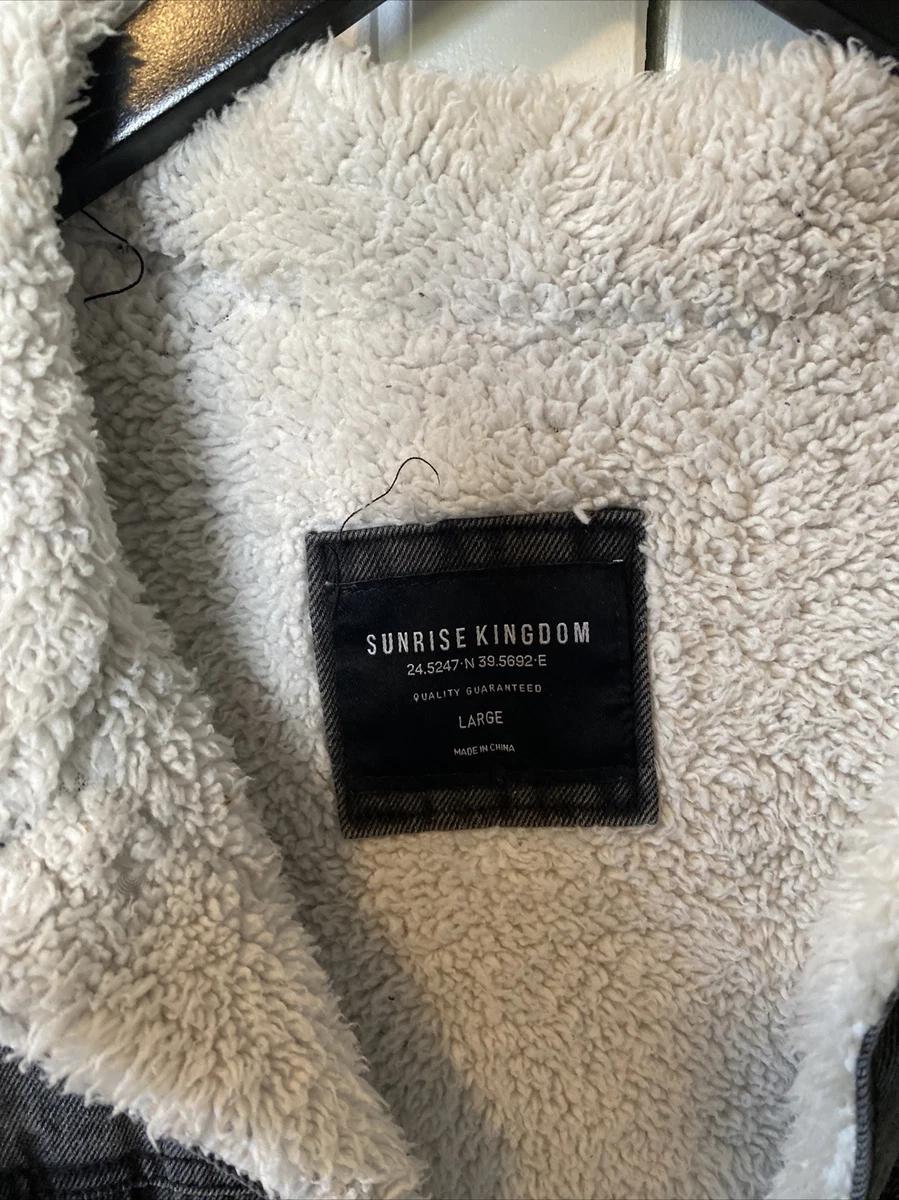 SUNRISE KINGDOM
24.5247·N 39.5692·E
QUALITY GUARANTEED
LARGE
MADE IN CHINA